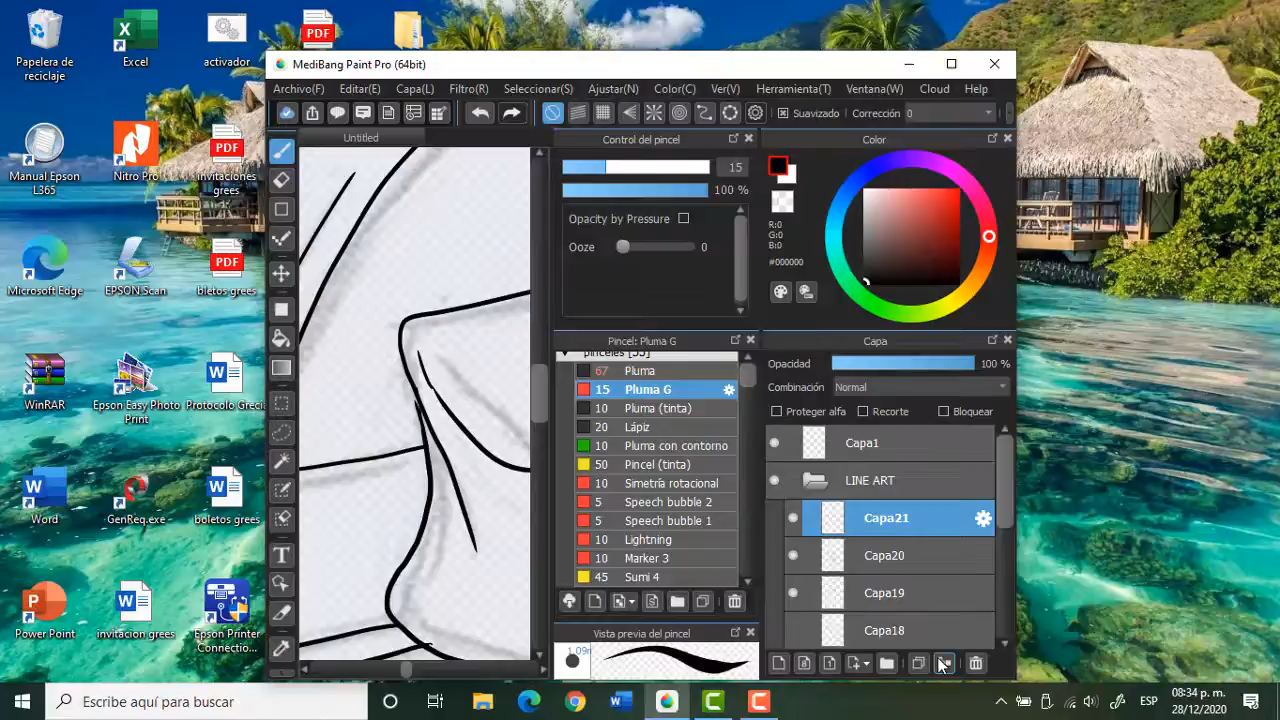 Papelera de
reciclaje
Excel
activador
Manual Epson
L365
Nitro Pro
invitaciones
grees
Microsoft Edge
EPSON Scan
bletos grees
WinRAR
Epson Easy Photo
Print
Protocolo Grecia
Word
GenReq.exe
boletos grees
Power Point
invitacion grees
Epson Printer
Connectio...
PDF
PDF
PDF
MediBang Paint Pro (64bit)
Archivo(F)
Editar(E)
Capa(L)
Filtro(R)
Seleccionar(S)
Ajustar(N)
Color(C)
Ver(V)
Herramienta(T)
Ventana(W)
Cloud
Help
Suavizado
Corrección
0
Untitled
Control del pincel
15
100 %
Opacity by Pressure
Ooze
0
Color
R:0
G:0
B:0
#000000
Pincel: Pluma G
pinceles [55]
67 Pluma
15 Pluma G
10 Pluma (tinta)
20 Lápiz
10 Pluma con contorno
50 Pincel (tinta)
10 Simetría rotacional
5 Speech bubble 2
5 Speech bubble 1
10 Lightning
10 Marker 3
45 Sumi 4
Vista previa del pincel
Capa
Opacidad
100 %
Combinación
Normal
Proteger alfa
Recorte
Bloquear
Capa1
LINE ART
Capa21
Capa20
Capa19
Capa18
Escribe aquí para buscar
ESP
08:34 p. m.
28/12/2020